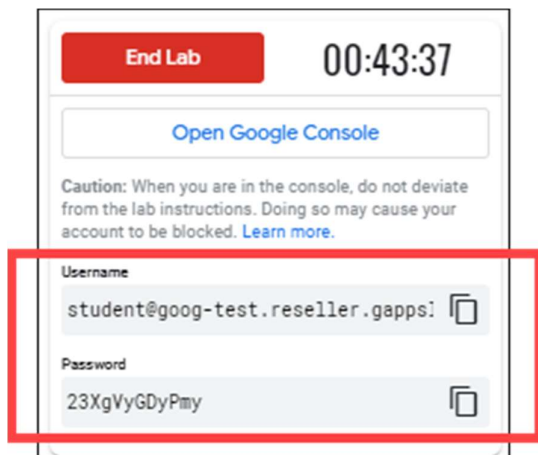 End Lab
00:43:37
Open Google Console
Caution: When you are in the console, do not deviate
from the lab instructions. Doing so may cause your
account to be blocked. Learn more.
Username
student@goog-test.reseller.gappsl
Password
23XgVyGDyPmy